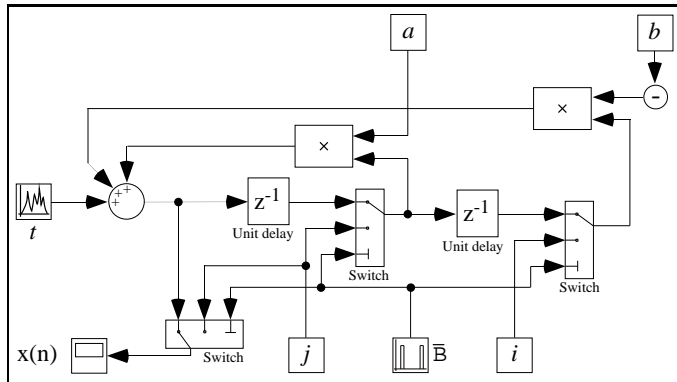 a
b
-
×
×
+
+
+
t
z-1
Unit delay
Switch
z-1
Unit delay
Switch
x(n)
Switch
j
B̅
i